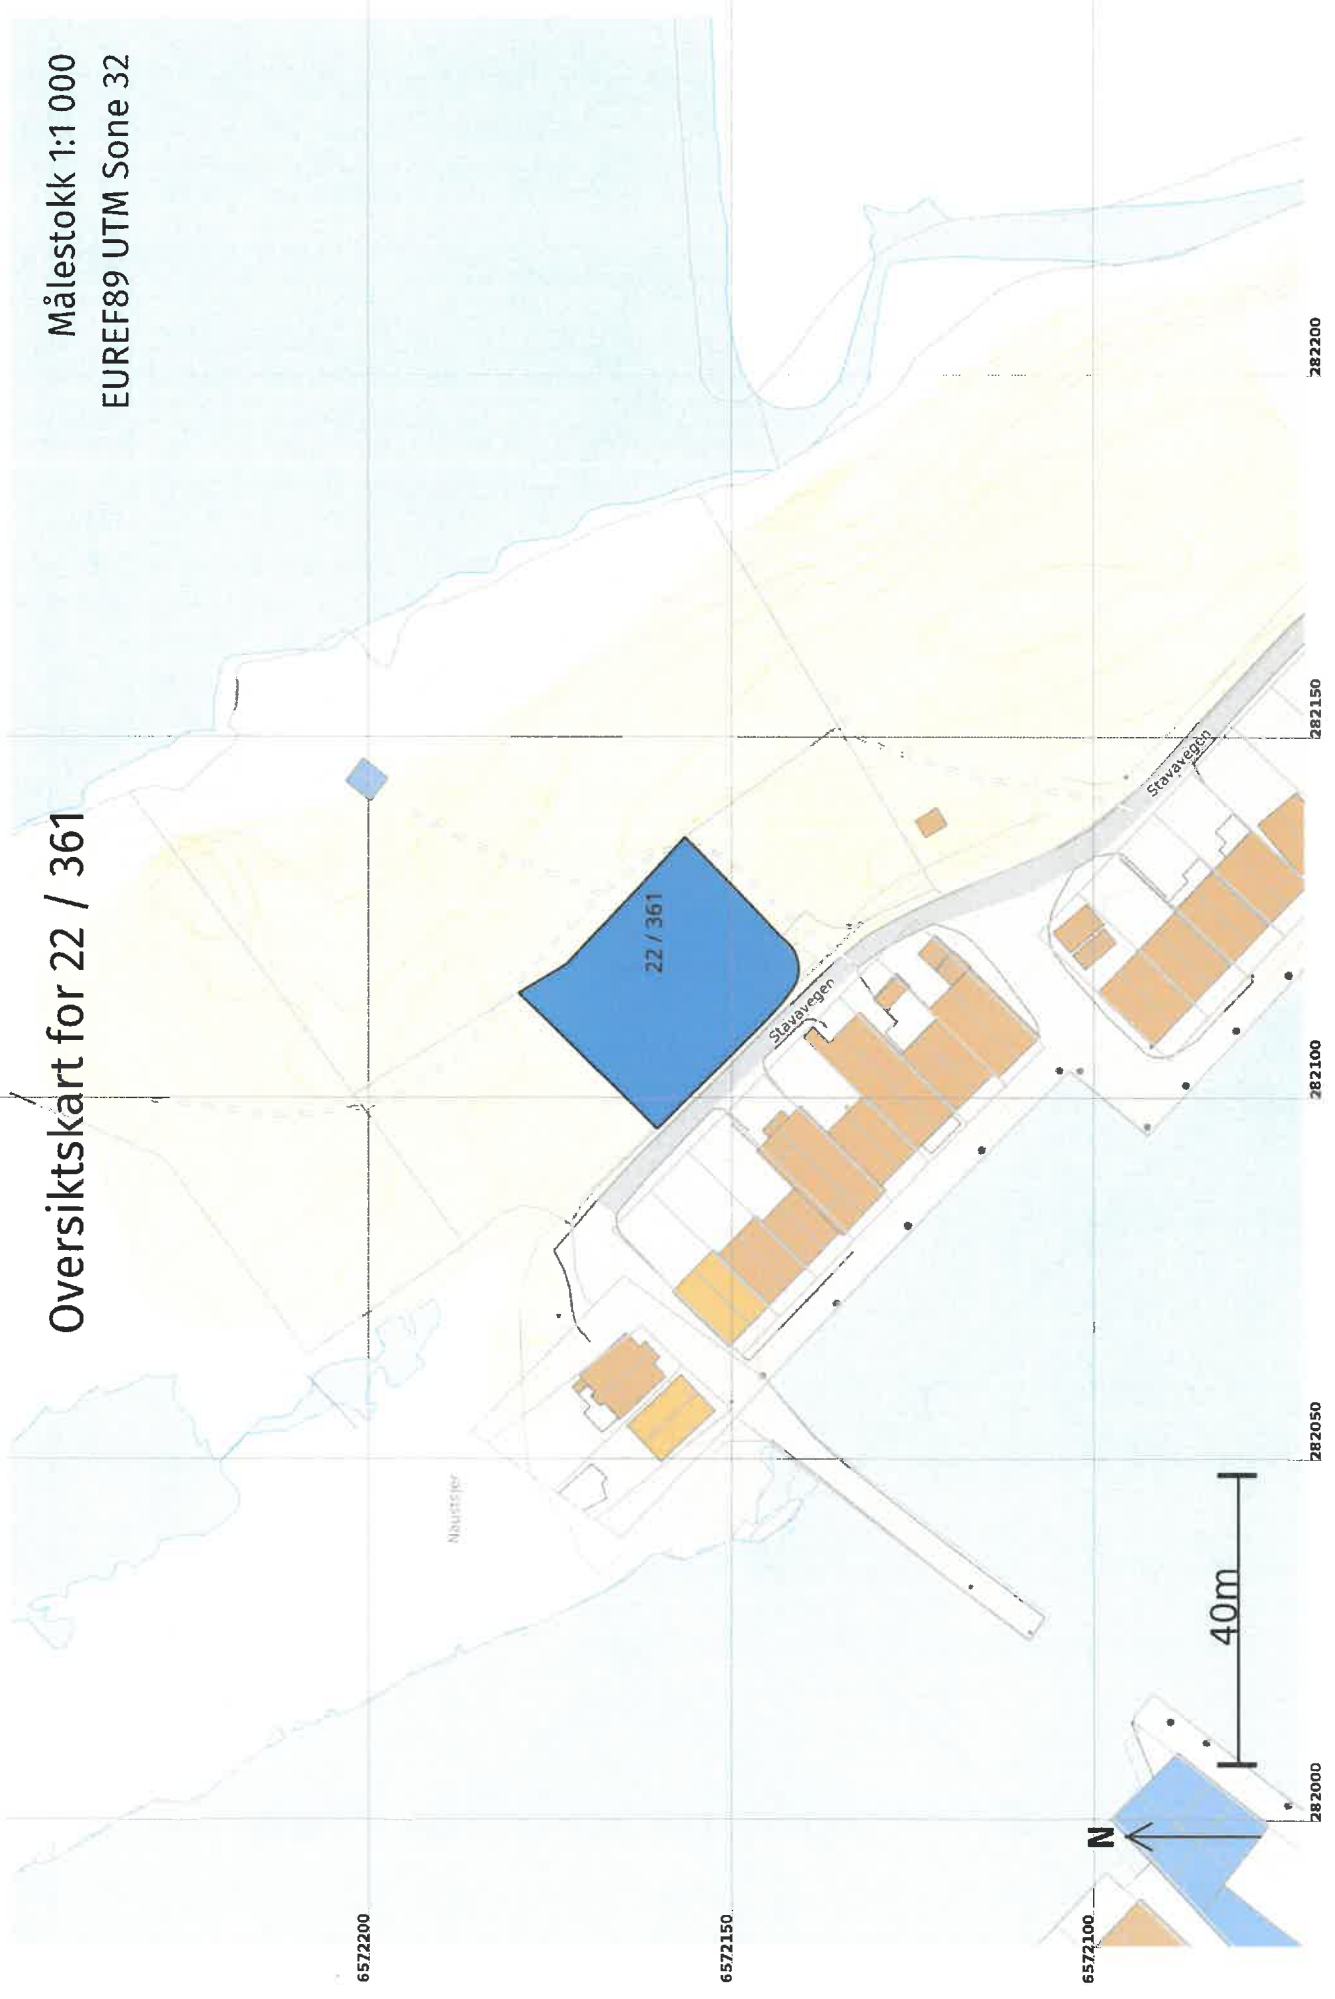 Oversiktskart for 22 / 361
Målestokk 1:1 000
EUREF89 UTM Sone 32
22 / 361
Stavavegen
Stavavegen
Naustsjer
40m
N
6572200
6572150
6572100
282000
282050
282100
282150
282200